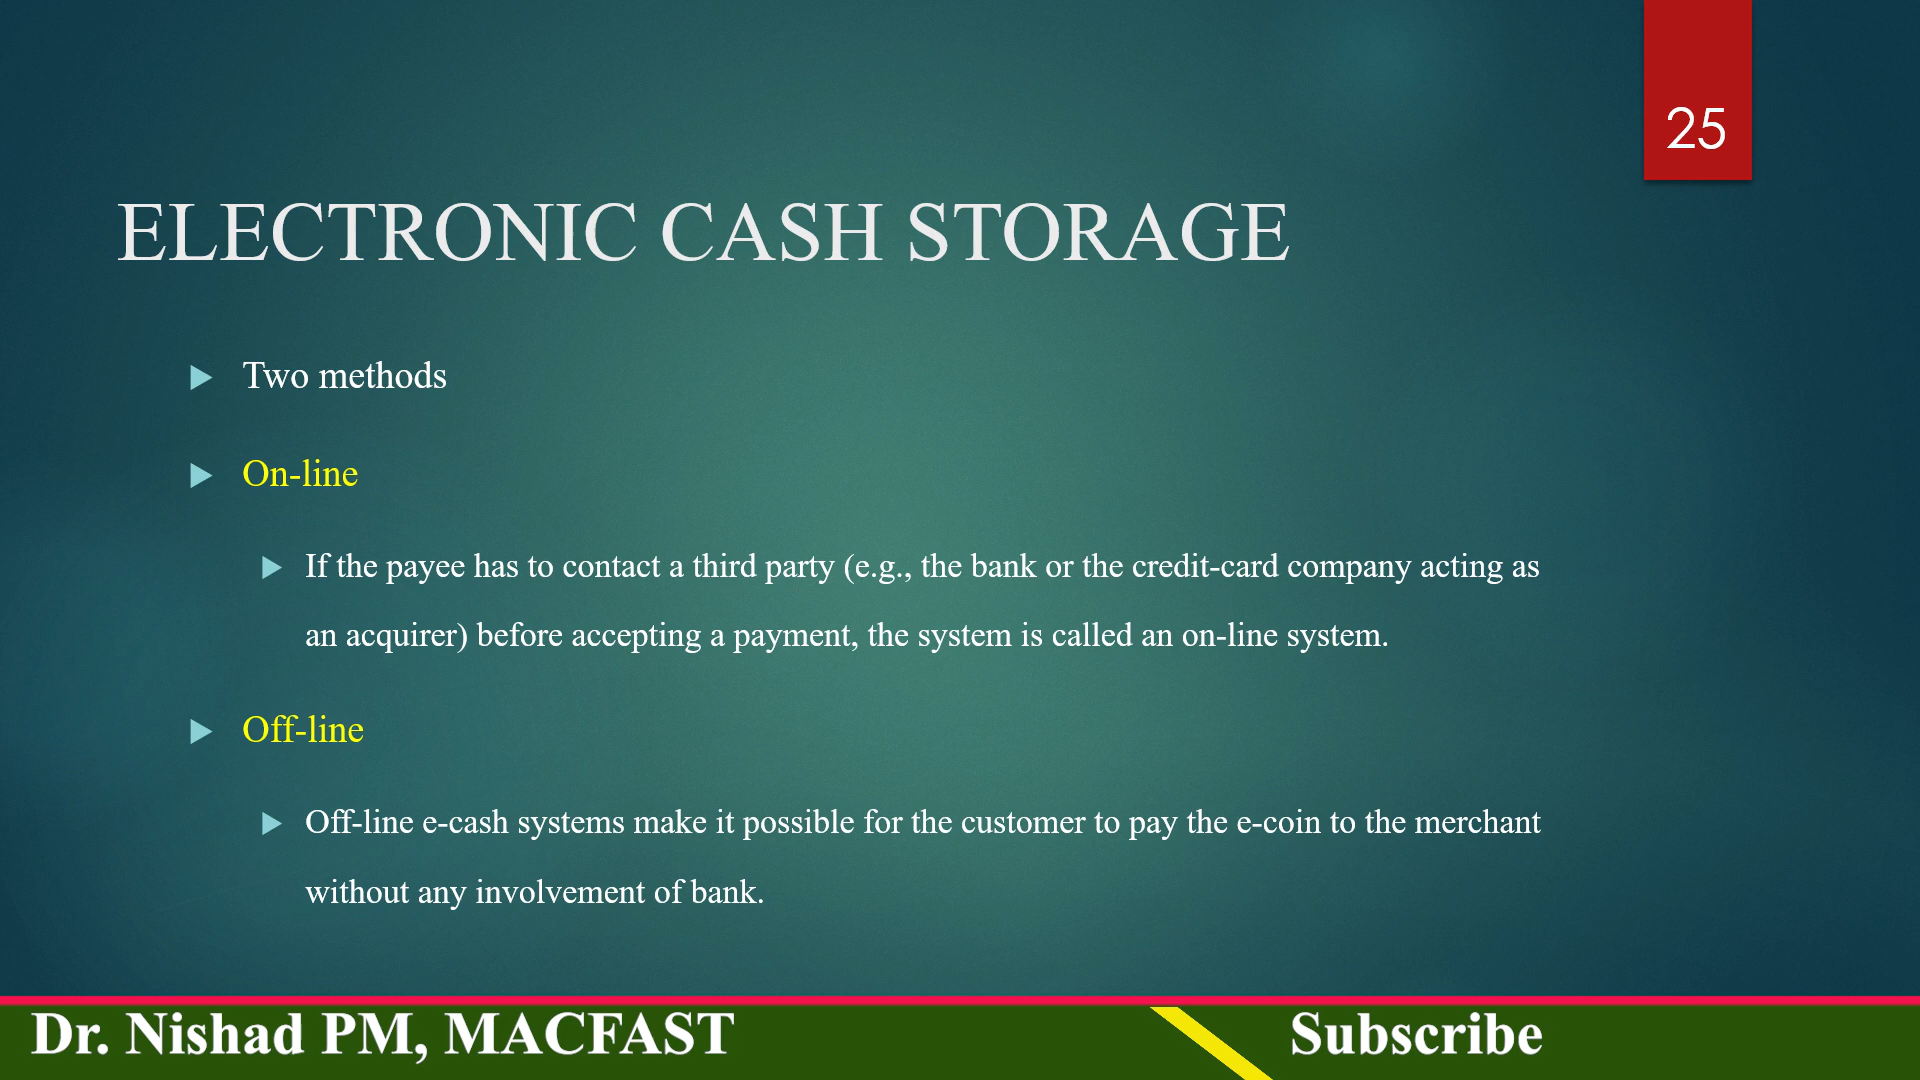 25
ELECTRONIC CASH STORAGE
Two methods
On-line
If the payee has to contact a third party (e.g., the bank or the credit-card company acting as
an acquirer) before accepting a payment, the system is called an on-line system.
Off-line
Off-line e-cash systems make it possible for the customer to pay the e-coin to the merchant
without any involvement of bank.
Dr. Nishad PM, MACFAST
Subscribe